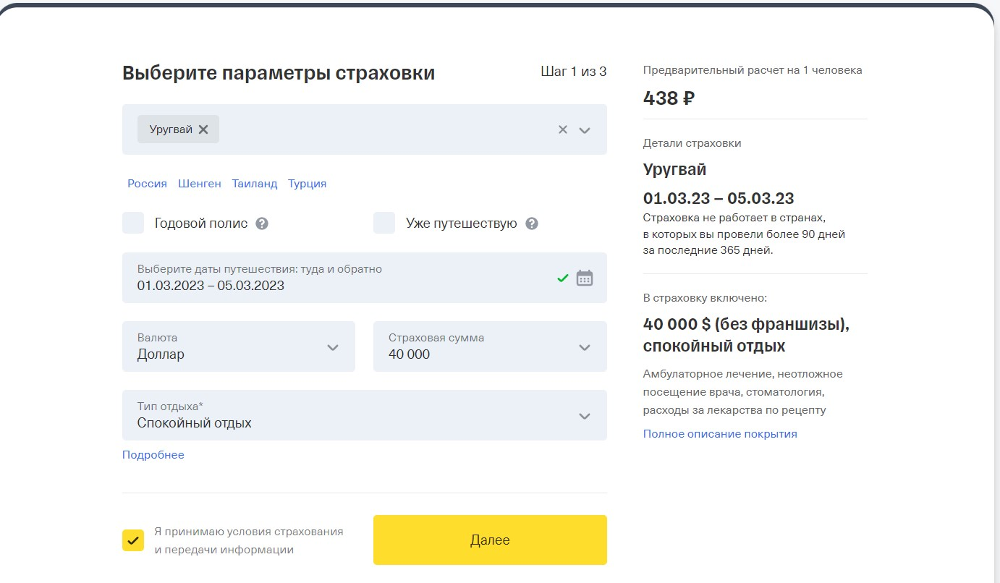 Выберите параметры страховки
Шаг 1 из 3
Уругвай
Россия Шенген Таиланд Турция
Годовой полис
Уже путешествую
Выберите даты путешествия: туда и обратно
01.03.2023 – 05.03.2023
Валюта
Доллар
Страховая сумма
40 000
Тип отдыха*
Спокойный отдых
Подробнее
Я принимаю условия страхования
и передачи информации
Далее
Предварительный расчет на 1 человека
438 ₽
Детали страховки
Уругвай
01.03.23 – 05.03.23
Страховка не работает в странах,
в которых вы провели более 90 дней
за последние 365 дней.
В страховку включено:
40 000 $ (без франшизы),
спокойный отдых
Амбулаторное лечение, неотложное
посещение врача, стоматология,
расходы за лекарства по рецепту
Полное описание покрытия